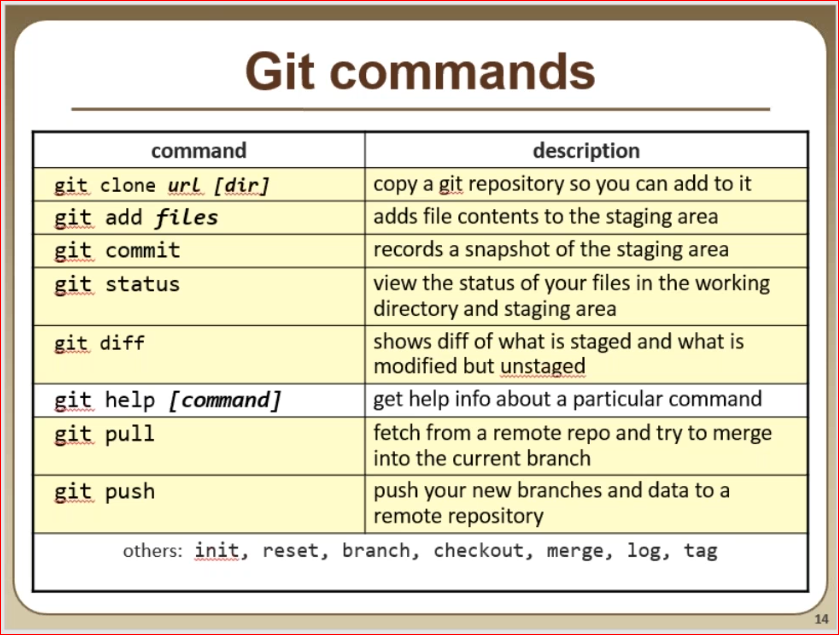 Git commands
command description
git clone url [dir] copy a git repository so you can add to it
git add files adds file contents to the staging area
git commit records a snapshot of the staging area
git status view the status of your files in the working
directory and staging area
git diff shows diff of what is staged and what is
modified but unstaged
git help [command] get help info about a particular command
git pull fetch from a remote repo and try to merge
into the current branch
git push push your new branches and data to a
remote repository
others: init, reset, branch, checkout, merge, log, tag
14